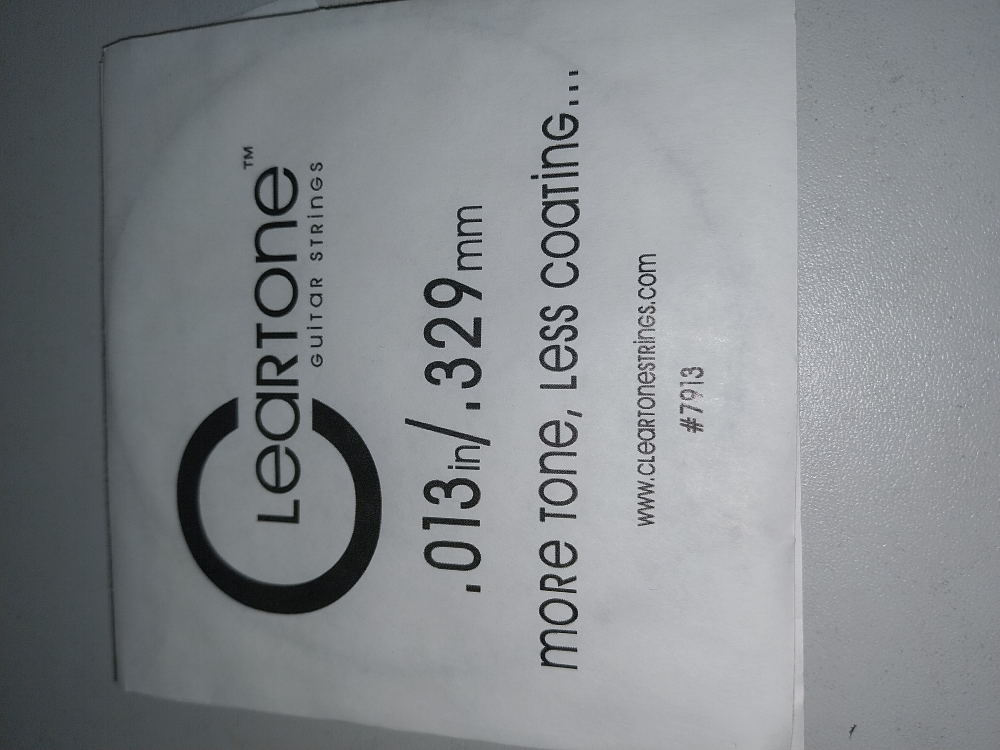 CLEARTONE™
GUITAR STRINGS
.013in/.329mm
MORE TONE, LESS COATING...
www.CLEARTONESTRINGS.com
#7913